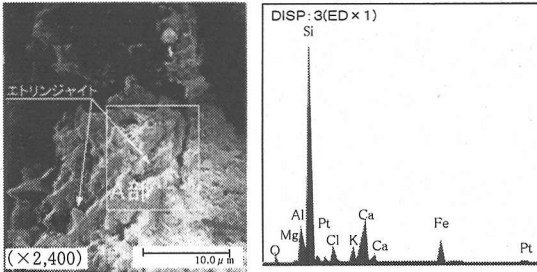 エトリンジャイト
A部
(×2,400)
10.0μm
DISP:3(ED×1)
Si
Al
Mg
O
Pt
Cl
K
Ca
Ca
Fe
Pt